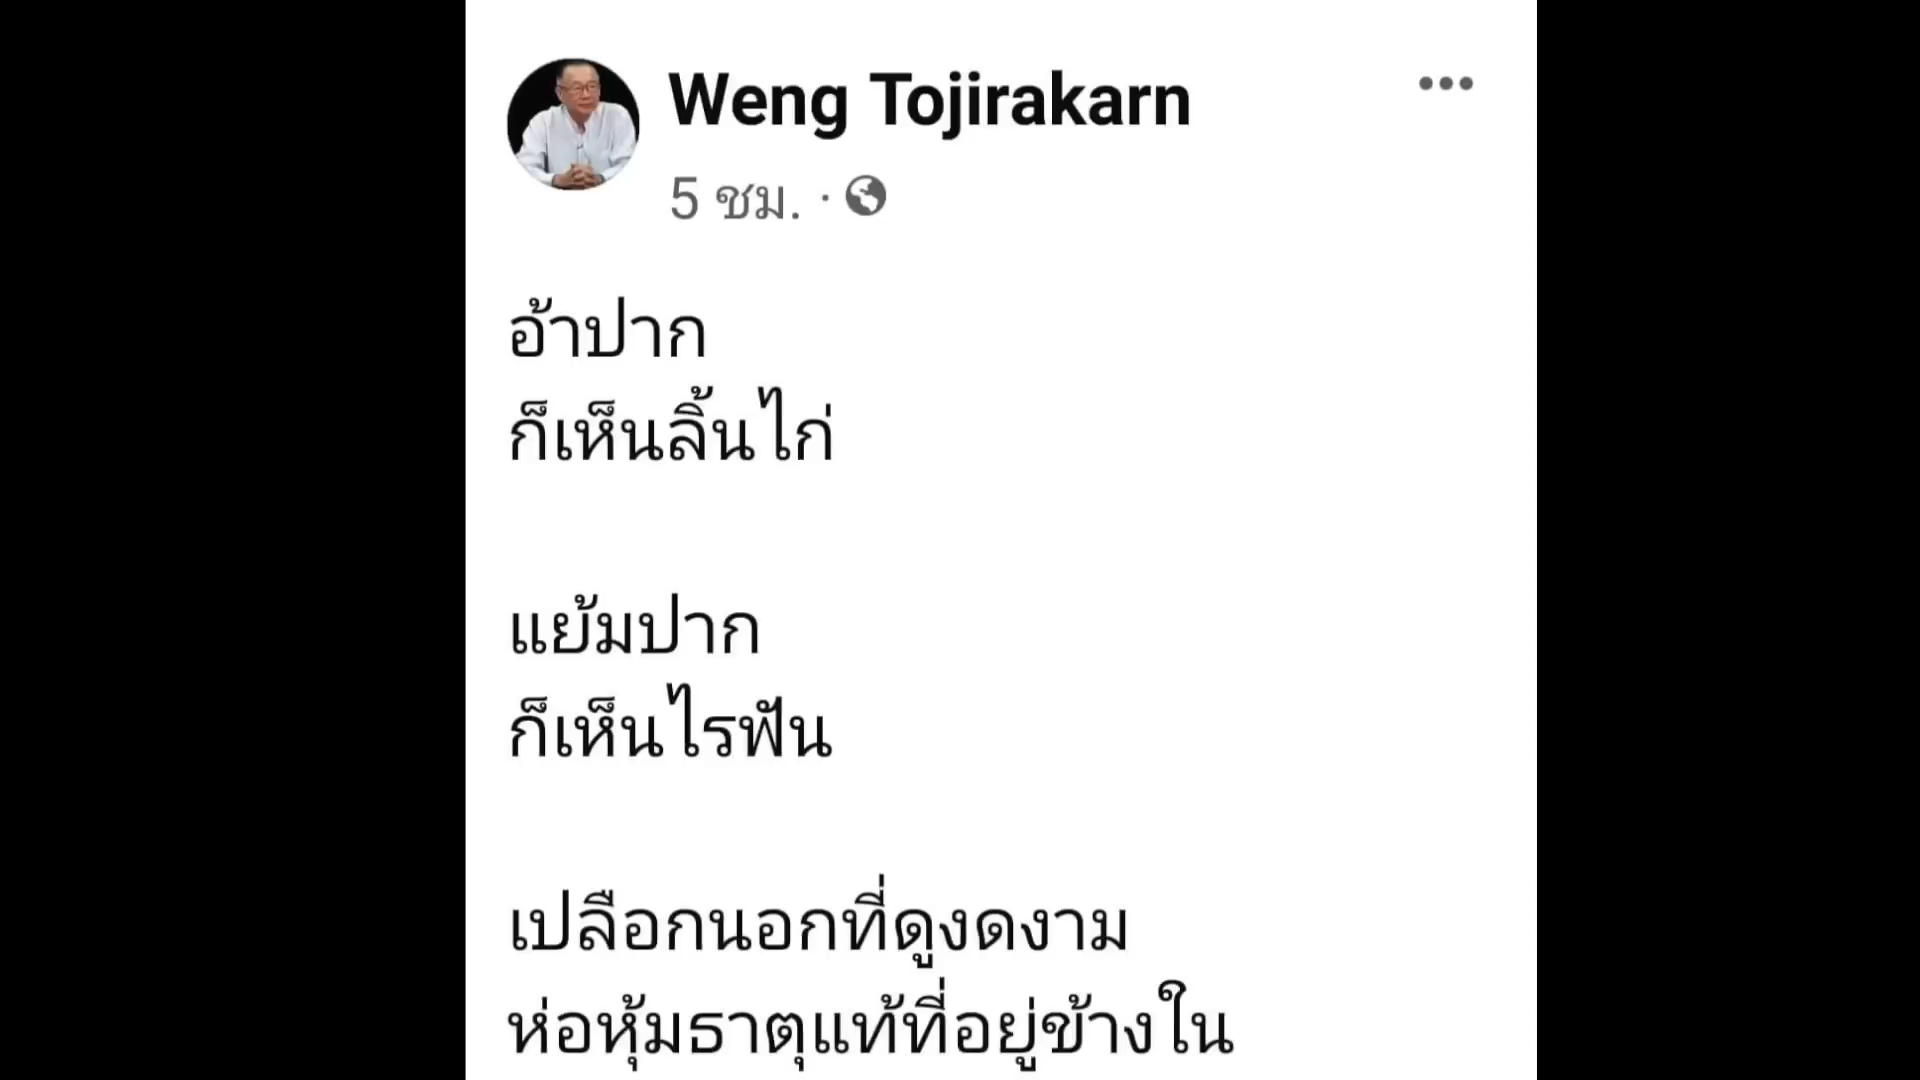 Weng Tojirakarn
5 ชม. ·
อ้าปาก
ก็เห็นลิ้นไก่
แย้มปาก
ก็เห็นไรฟัน
เปลือกนอกที่ดูงดงาม
ห่อหุ้มธาตุแท้ที่อยู่ข้างใน